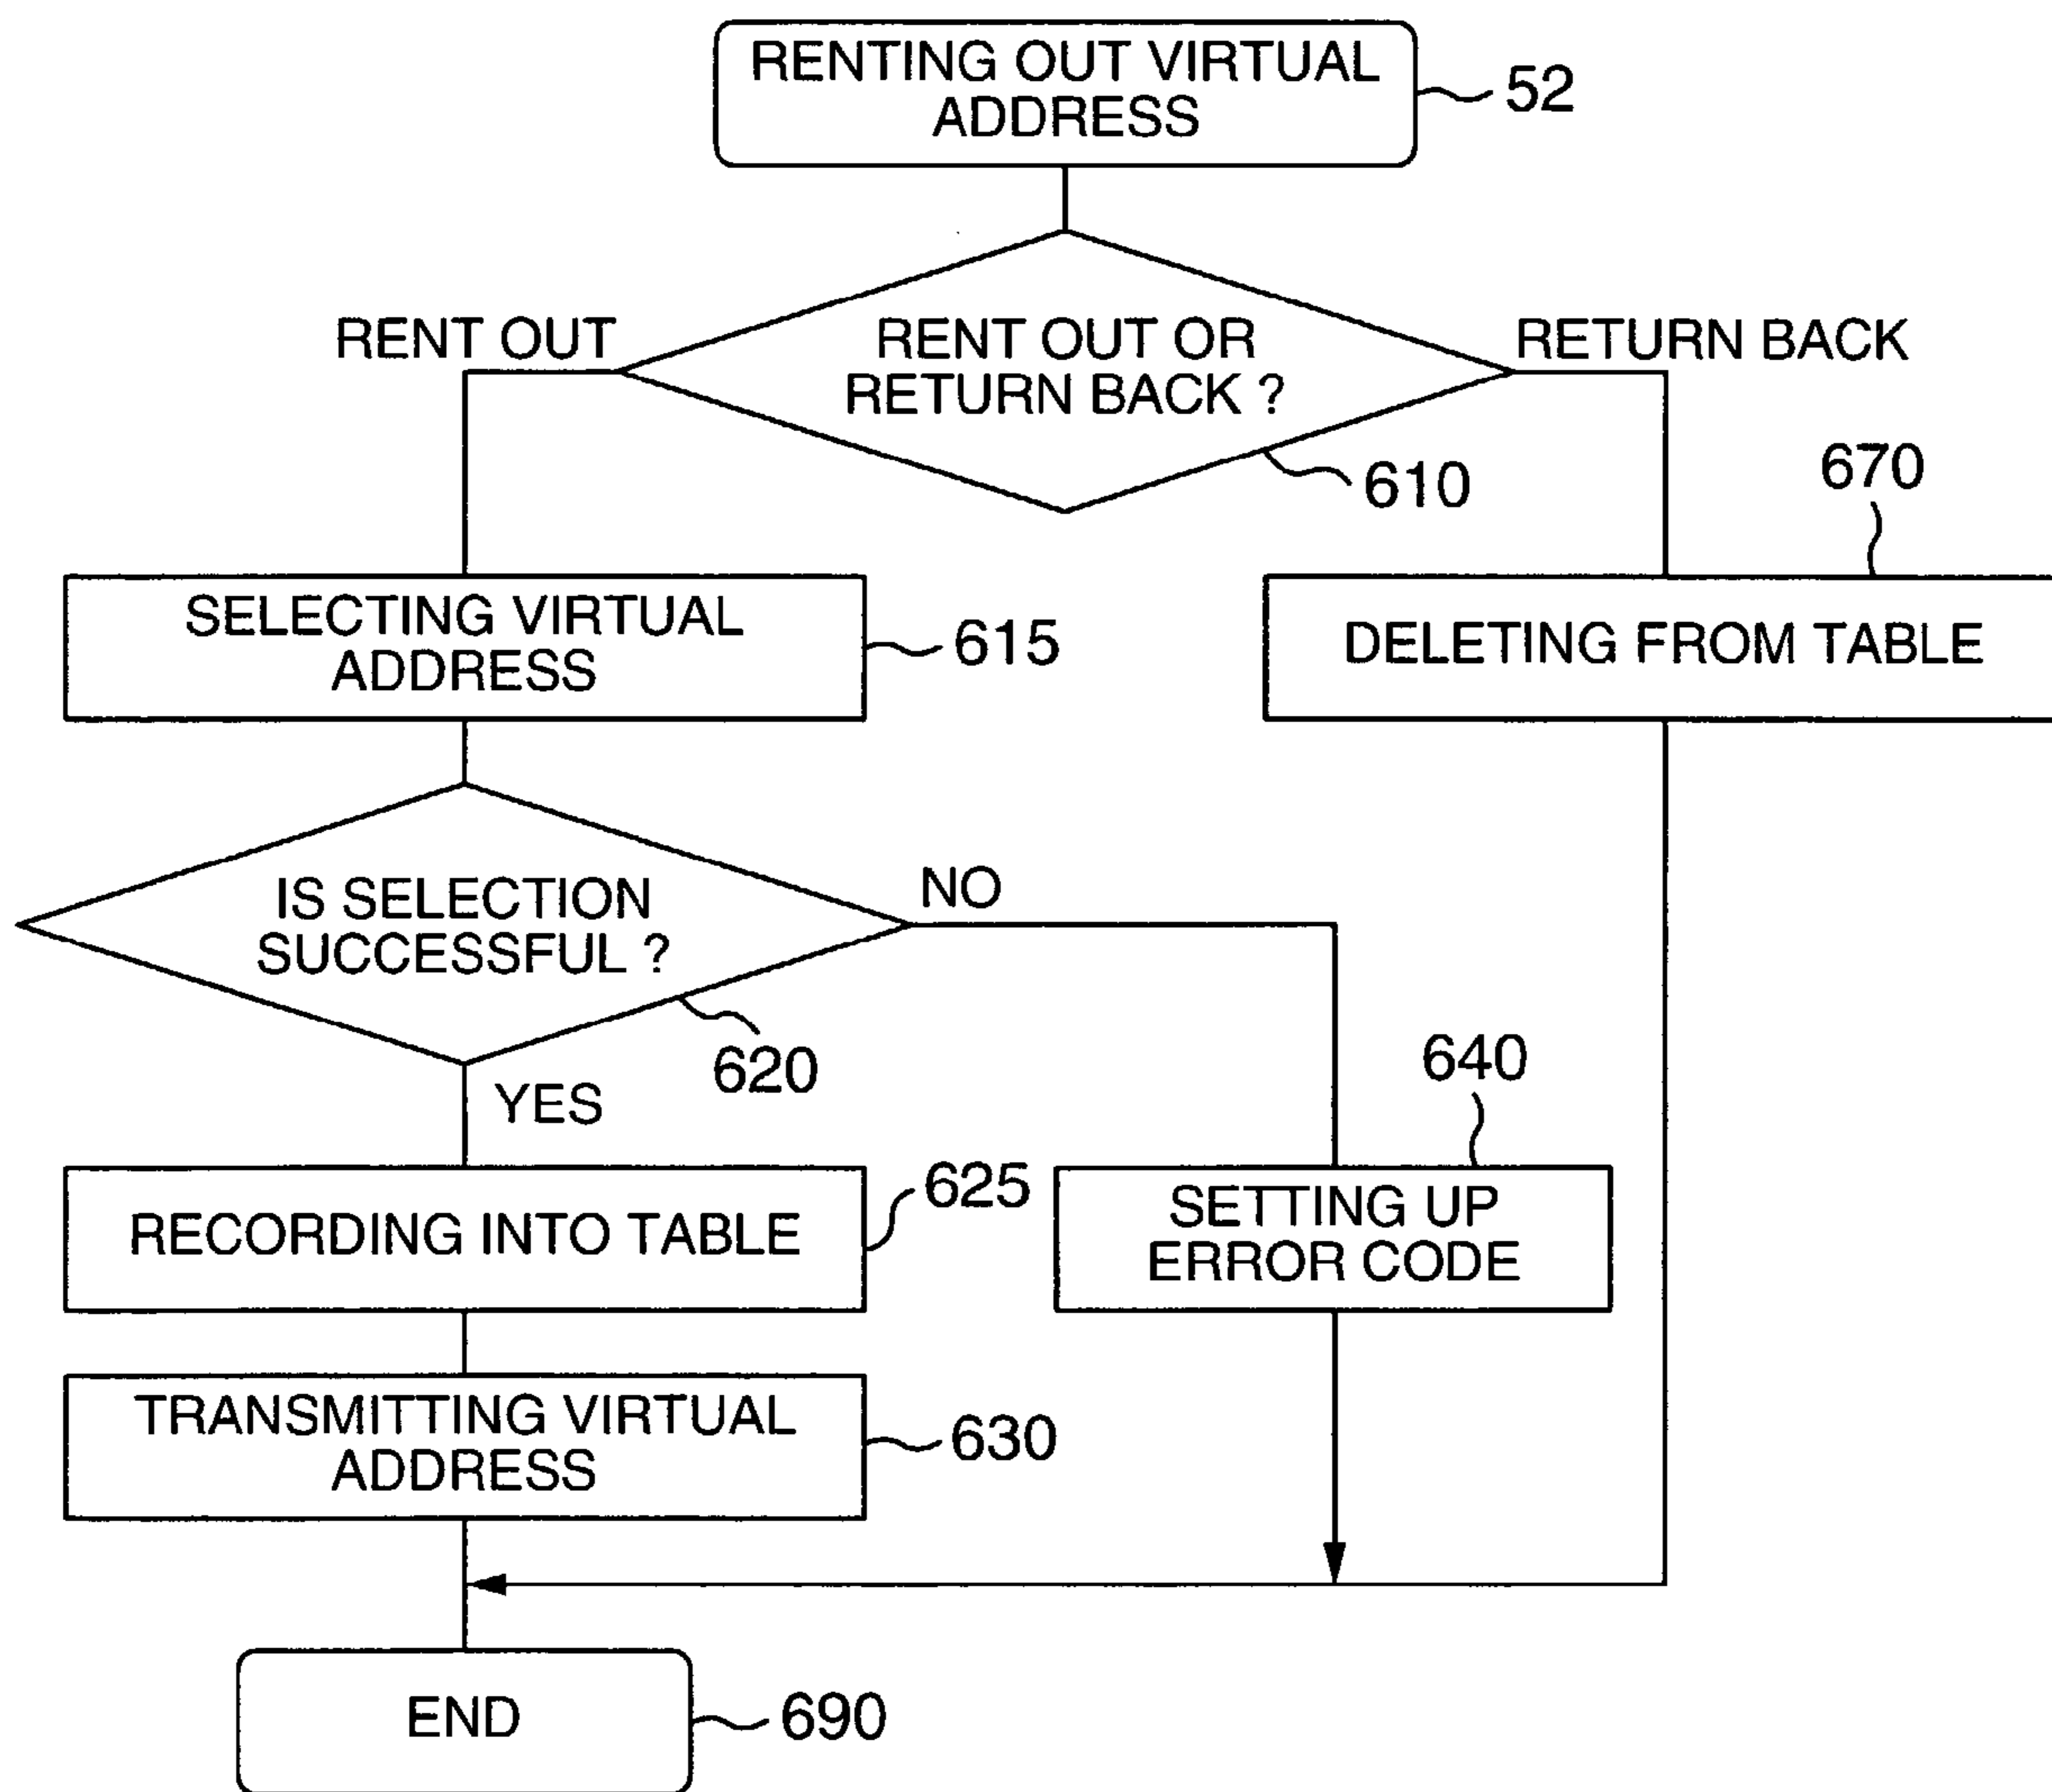 RENTING OUT VIRTUAL
ADDRESS
52
RENT OUT
RENT OUT OR
RETURN BACK ?
RETURN BACK
610
670
SELECTING VIRTUAL
ADDRESS
615
DELETING FROM TABLE
IS SELECTION
SUCCESSFUL ?
NO
620
YES
640
RECORDING INTO TABLE
625
SETTING UP
ERROR CODE
TRANSMITTING VIRTUAL
ADDRESS
630
END
690